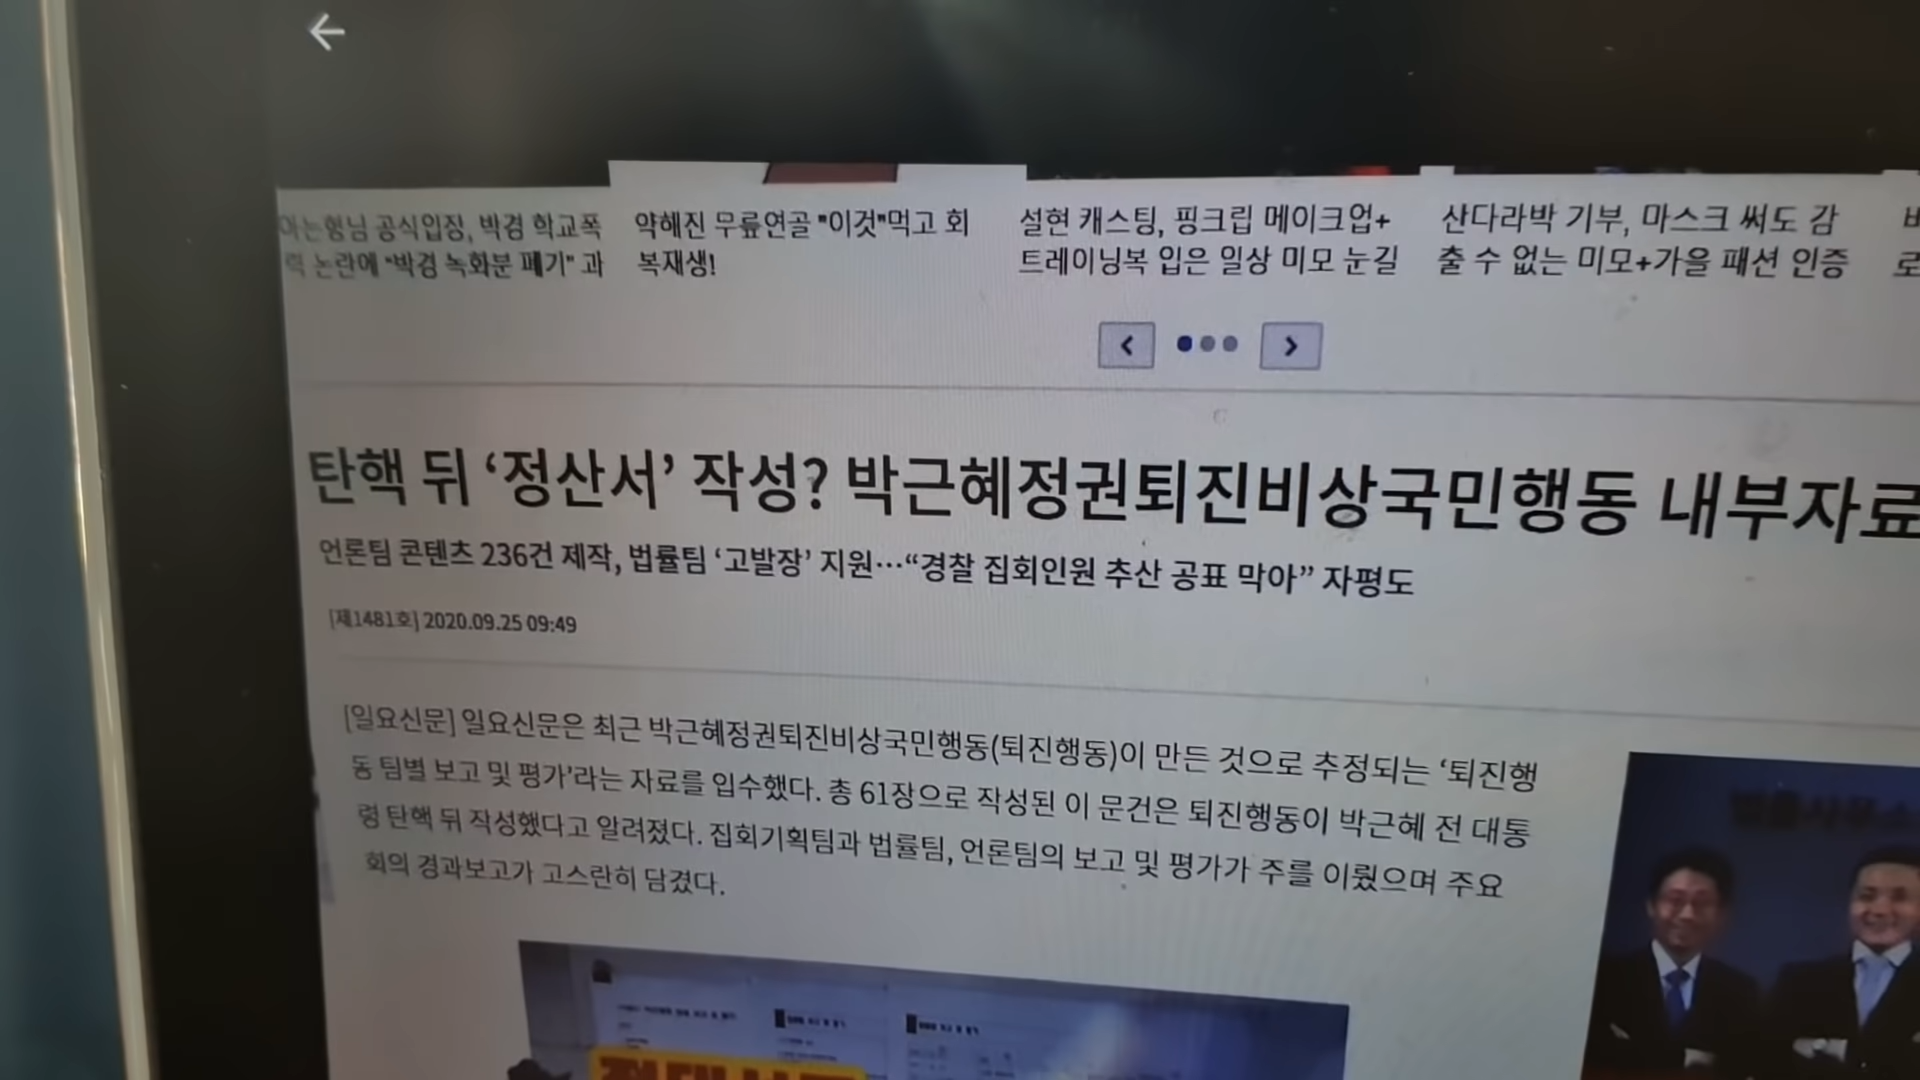 아는형님 공식입장, 박경 학교폭
력 논란에 "박경 녹화분 폐기" 과
약해진 무릎연골 "이것"먹고 회
복재생!
설현 캐스팅, 핑크립 메이크업+
트레이닝복 입은 일상 미모 눈길
산다라박 기부, 마스크 써도 감
출 수 없는 미모+가을 패션 인증
탄핵 뒤 ‘정산서’ 작성? 박근혜정권퇴진비상국민행동 내부자료
언론팀 콘텐츠 236건 제작, 법률팀 ‘고발장’ 지원…“경찰 집회인원 추산 공표 막아” 자평도
[제1481호] 2020.09.25 09:49
[일요신문] 일요신문은 최근 박근혜정권퇴진비상국민행동(퇴진행동)이 만든 것으로 추정되는 ‘퇴진행
동 팀별 보고 및 평가’라는 자료를 입수했다. 총 61장으로 작성된 이 문건은 퇴진행동이 박근혜 전 대통
령 탄핵 뒤 작성했다고 알려졌다. 집회기획팀과 법률팀, 언론팀의 보고 및 평가가 주를 이뤘으며 주요
회의 경과보고가 고스란히 담겼다.